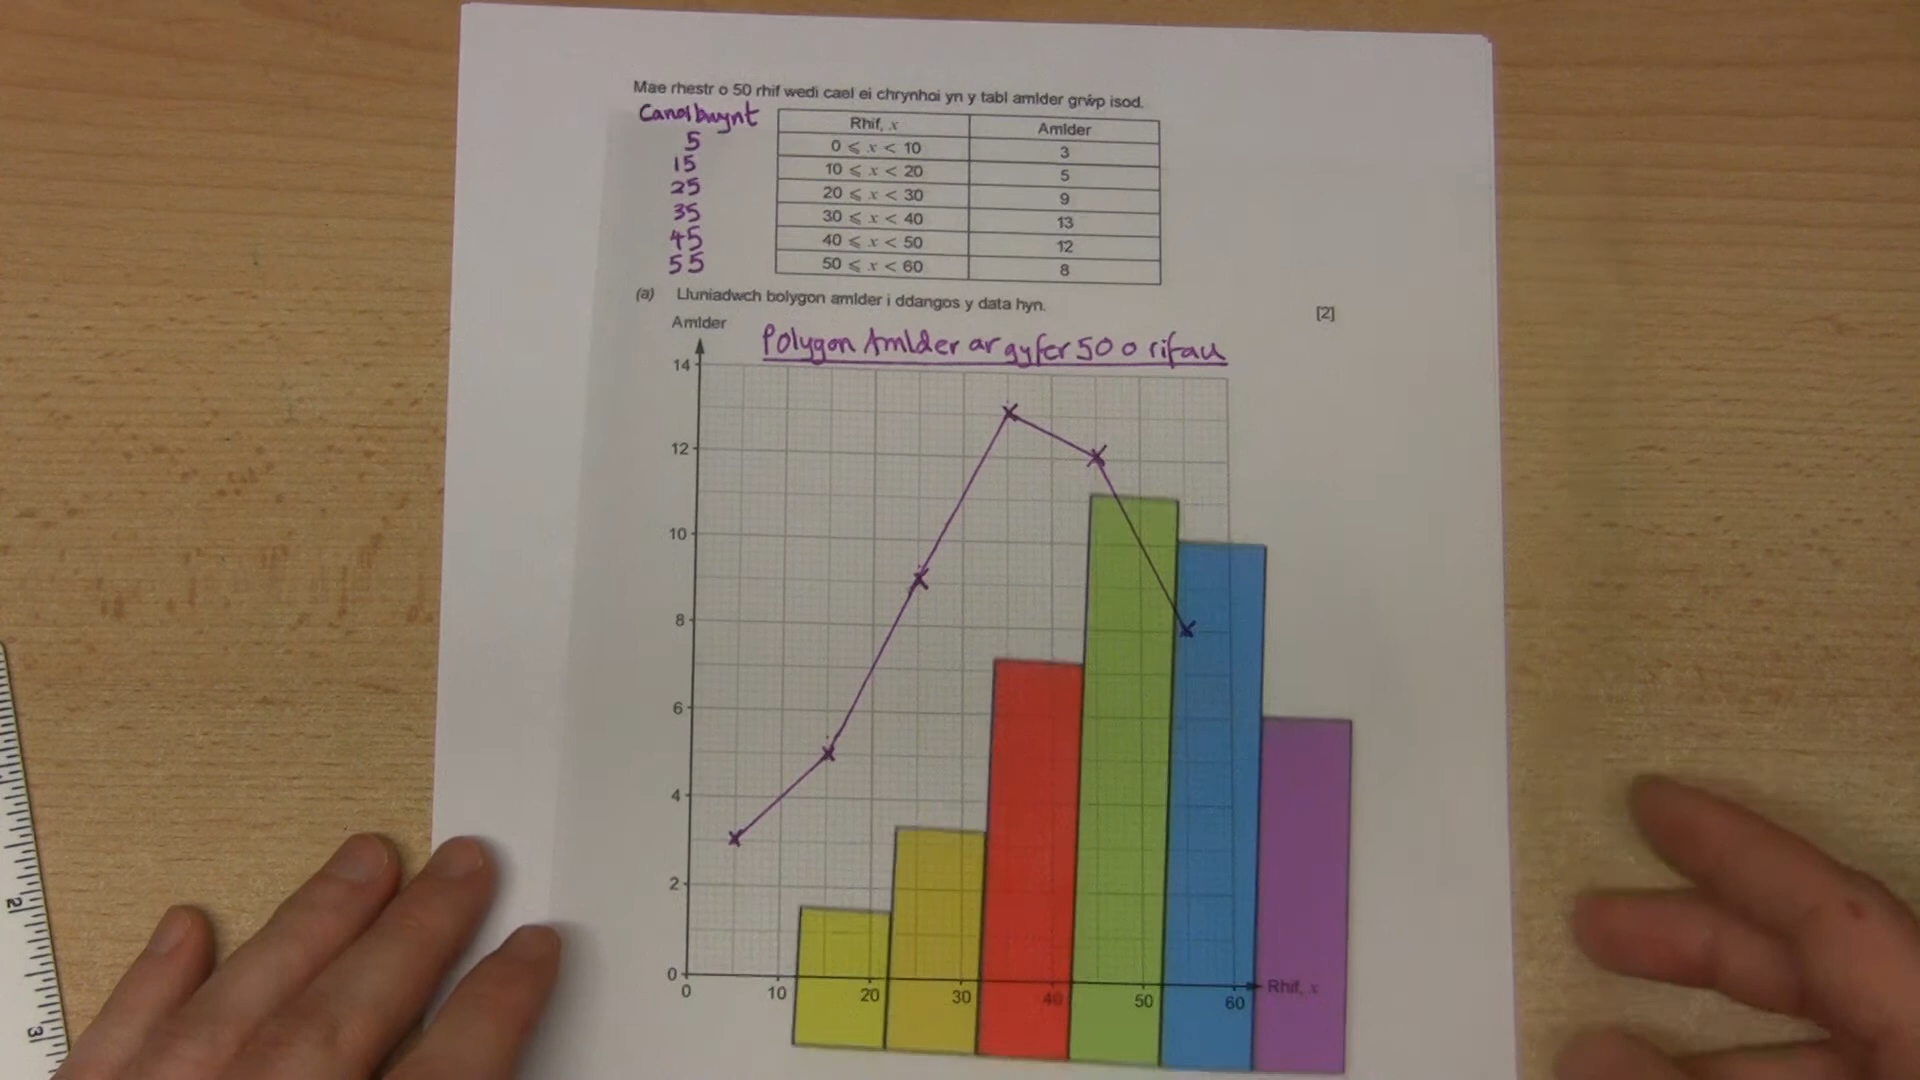 Mae rhestr o 50 rhif wedi cael ei chrynhoi yn y tabl amlder grŵp isod.
Canolbwynt
Rhif, x Amlder
5 0 ⩽ x < 10 3
15 10 ⩽ x < 20 5
25 20 ⩽ x < 30 9
35 30 ⩽ x < 40 13
45 40 ⩽ x < 50 12
55 50 ⩽ x < 60 8
(a) Lluniadwch bolygon amlder i ddangos y data hyn.
[2]
Amlder
Polygon Amlder ar gyfer 50 o rifau
14
12
10
8
6
4
2
0
0 10 20 30 40 50 60 Rhif, x
2
3